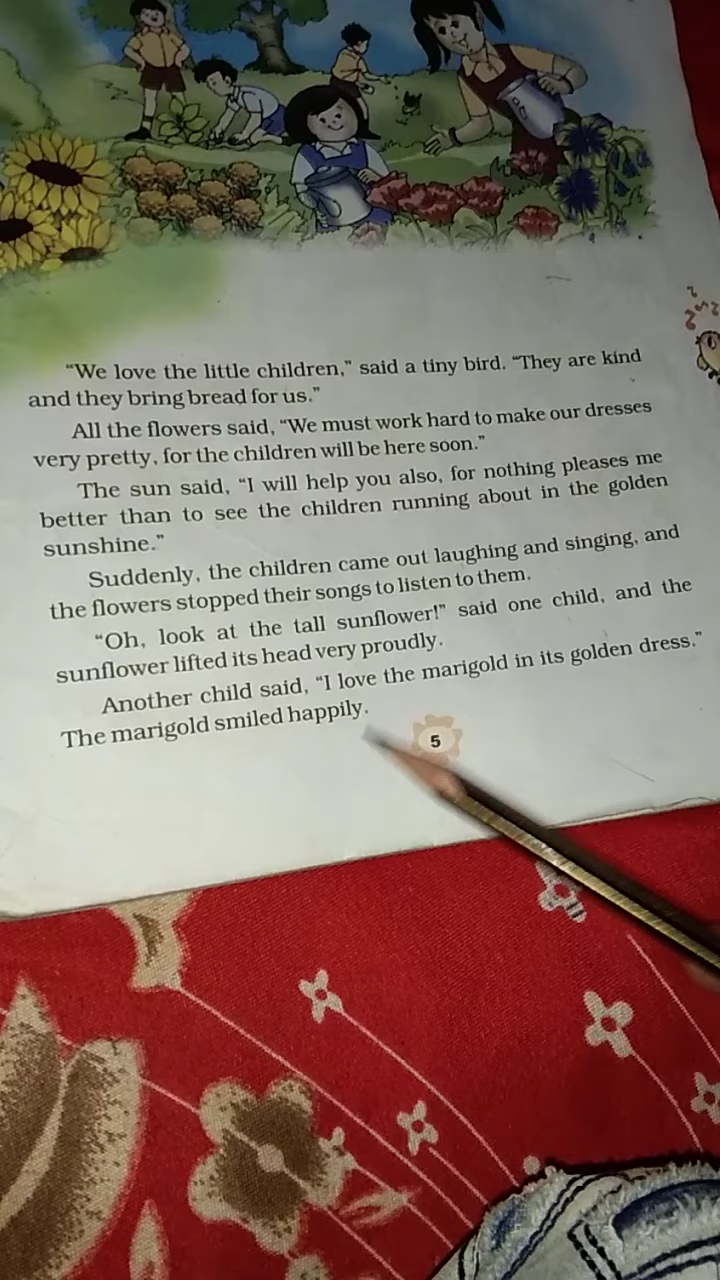 “We love the little children,” said a tiny bird. “They are kind
and they bring bread for us.”
All the flowers said, “We must work hard to make our dresses
very pretty, for the children will be here soon.”
The sun said, “I will help you also, for nothing pleases me
better than to see the children running about in the golden
sunshine.”
Suddenly, the children came out laughing and singing, and
the flowers stopped their songs to listen to them.
“Oh, look at the tall sunflower!” said one child, and the
sunflower lifted its head very proudly.
Another child said, “I love the marigold in its golden dress.”
The marigold smiled happily.
5